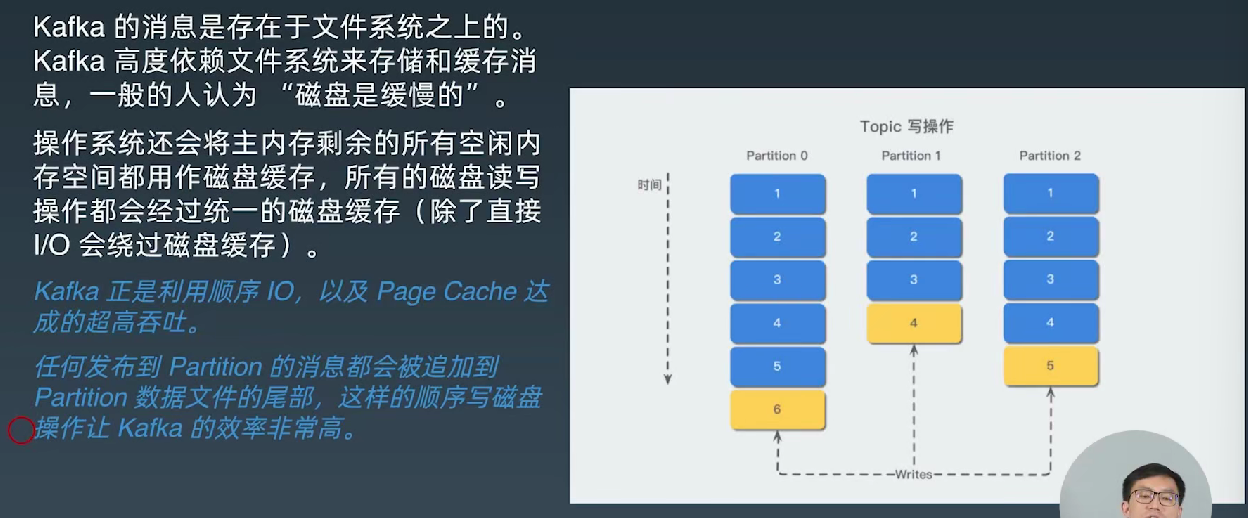 Kafka 的消息是存在于文件系统之上的。
Kafka 高度依赖文件系统来存储和缓存消
息，一般的人认为 “磁盘是缓慢的”。
操作系统还会将主内存剩余的所有空闲内
存空间都用作磁盘缓存，所有的磁盘读写
操作都会经过统一的磁盘缓存（除了直接
I/O 会绕过磁盘缓存）。
Kafka 正是利用顺序 IO，以及 Page Cache 达
成的超高吞吐。
任何发布到 Partition 的消息都会被追加到
Partition 数据文件的尾部，这样的顺序写磁盘
操作让 Kafka 的效率非常高。
Topic 写操作
Partition 0
Partition 1
Partition 2
时间
1
2
3
4
5
6
1
2
3
4
1
2
3
4
5
Writes